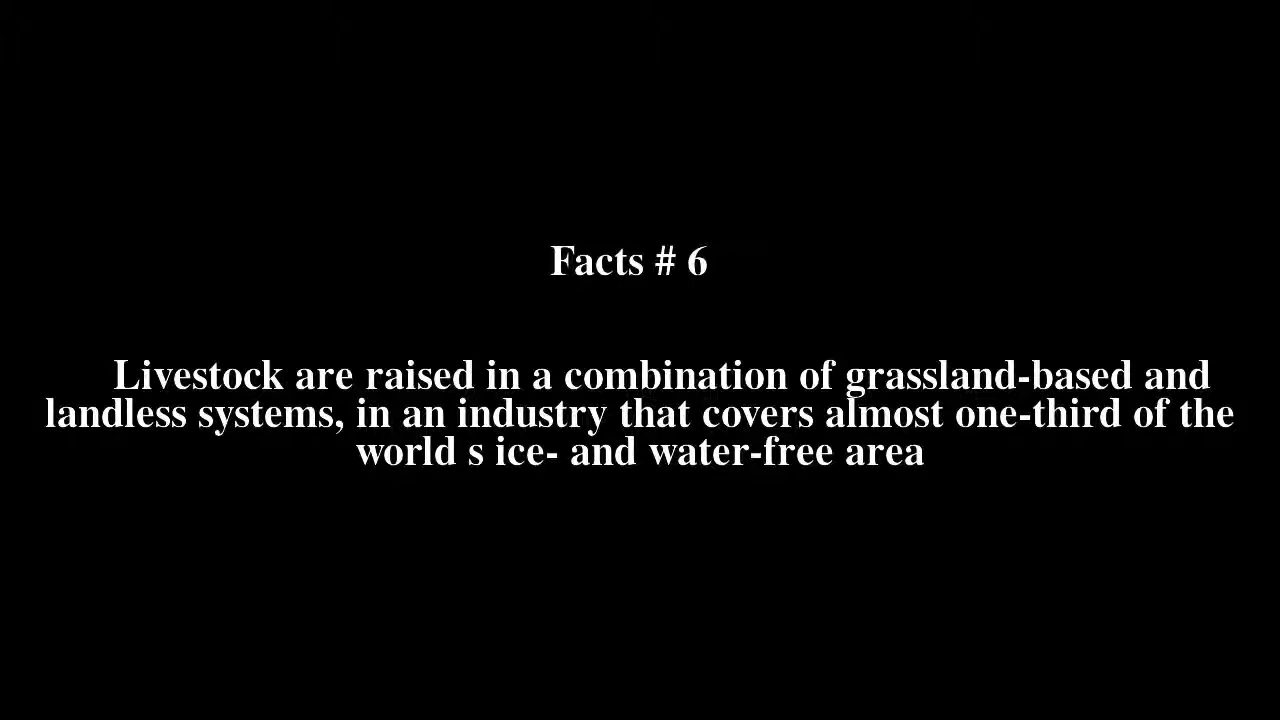 Facts # 6
Livestock are raised in a combination of grassland-based and
landless systems, in an industry that covers almost one-third of the
world s ice- and water-free area